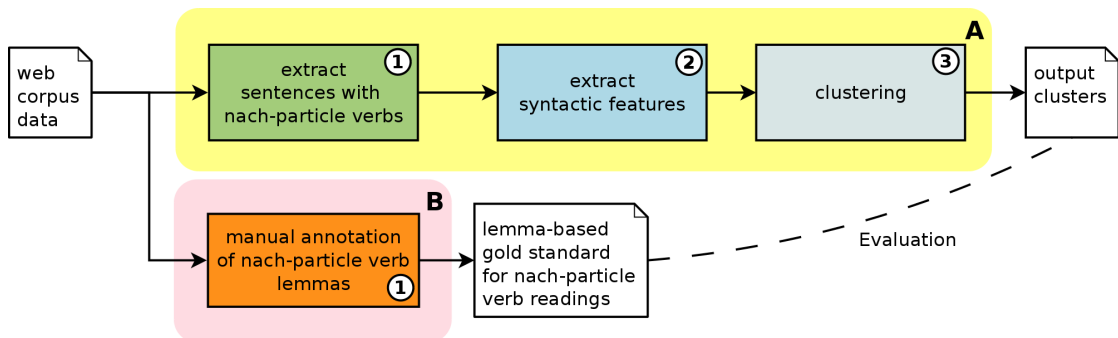 web
corpus
data
A
1
extract
sentences with
nach-particle verbs
2
extract
syntactic features
3
clustering
output
clusters
B
manual annotation
of nach-particle verb
lemmas
1
lemma-based
gold standard
for nach-particle
verb readings
Evaluation